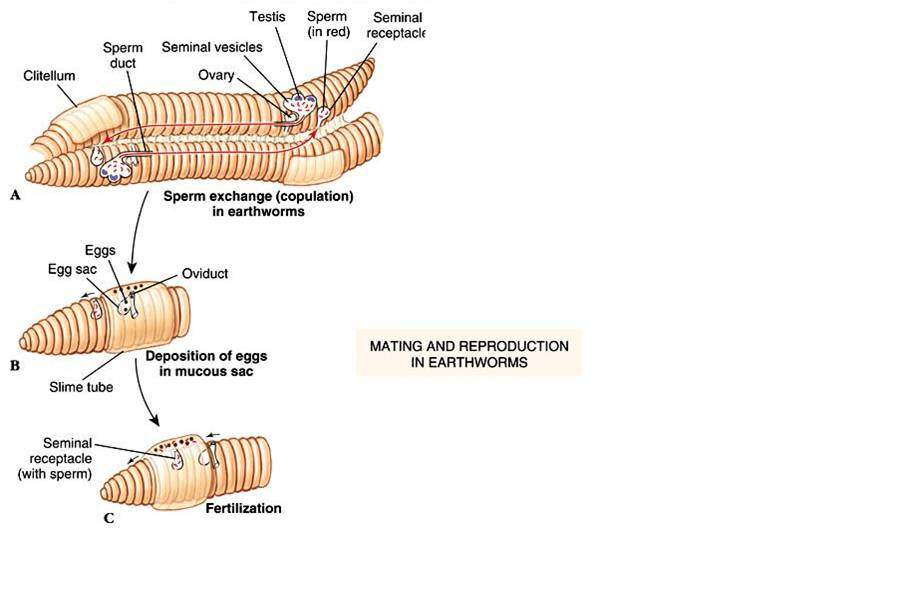 Testis
Sperm
(in red)
Seminal
receptacle
Seminal vesicles
Sperm
duct
Ovary
Clitellum
A
Sperm exchange (copulation)
in earthworms
Eggs
Egg sac
Oviduct
B
Deposition of eggs
in mucous sac
Slime tube
MATING AND REPRODUCTION
IN EARTHWORMS
Seminal
receptacle
(with sperm)
Fertilization
C